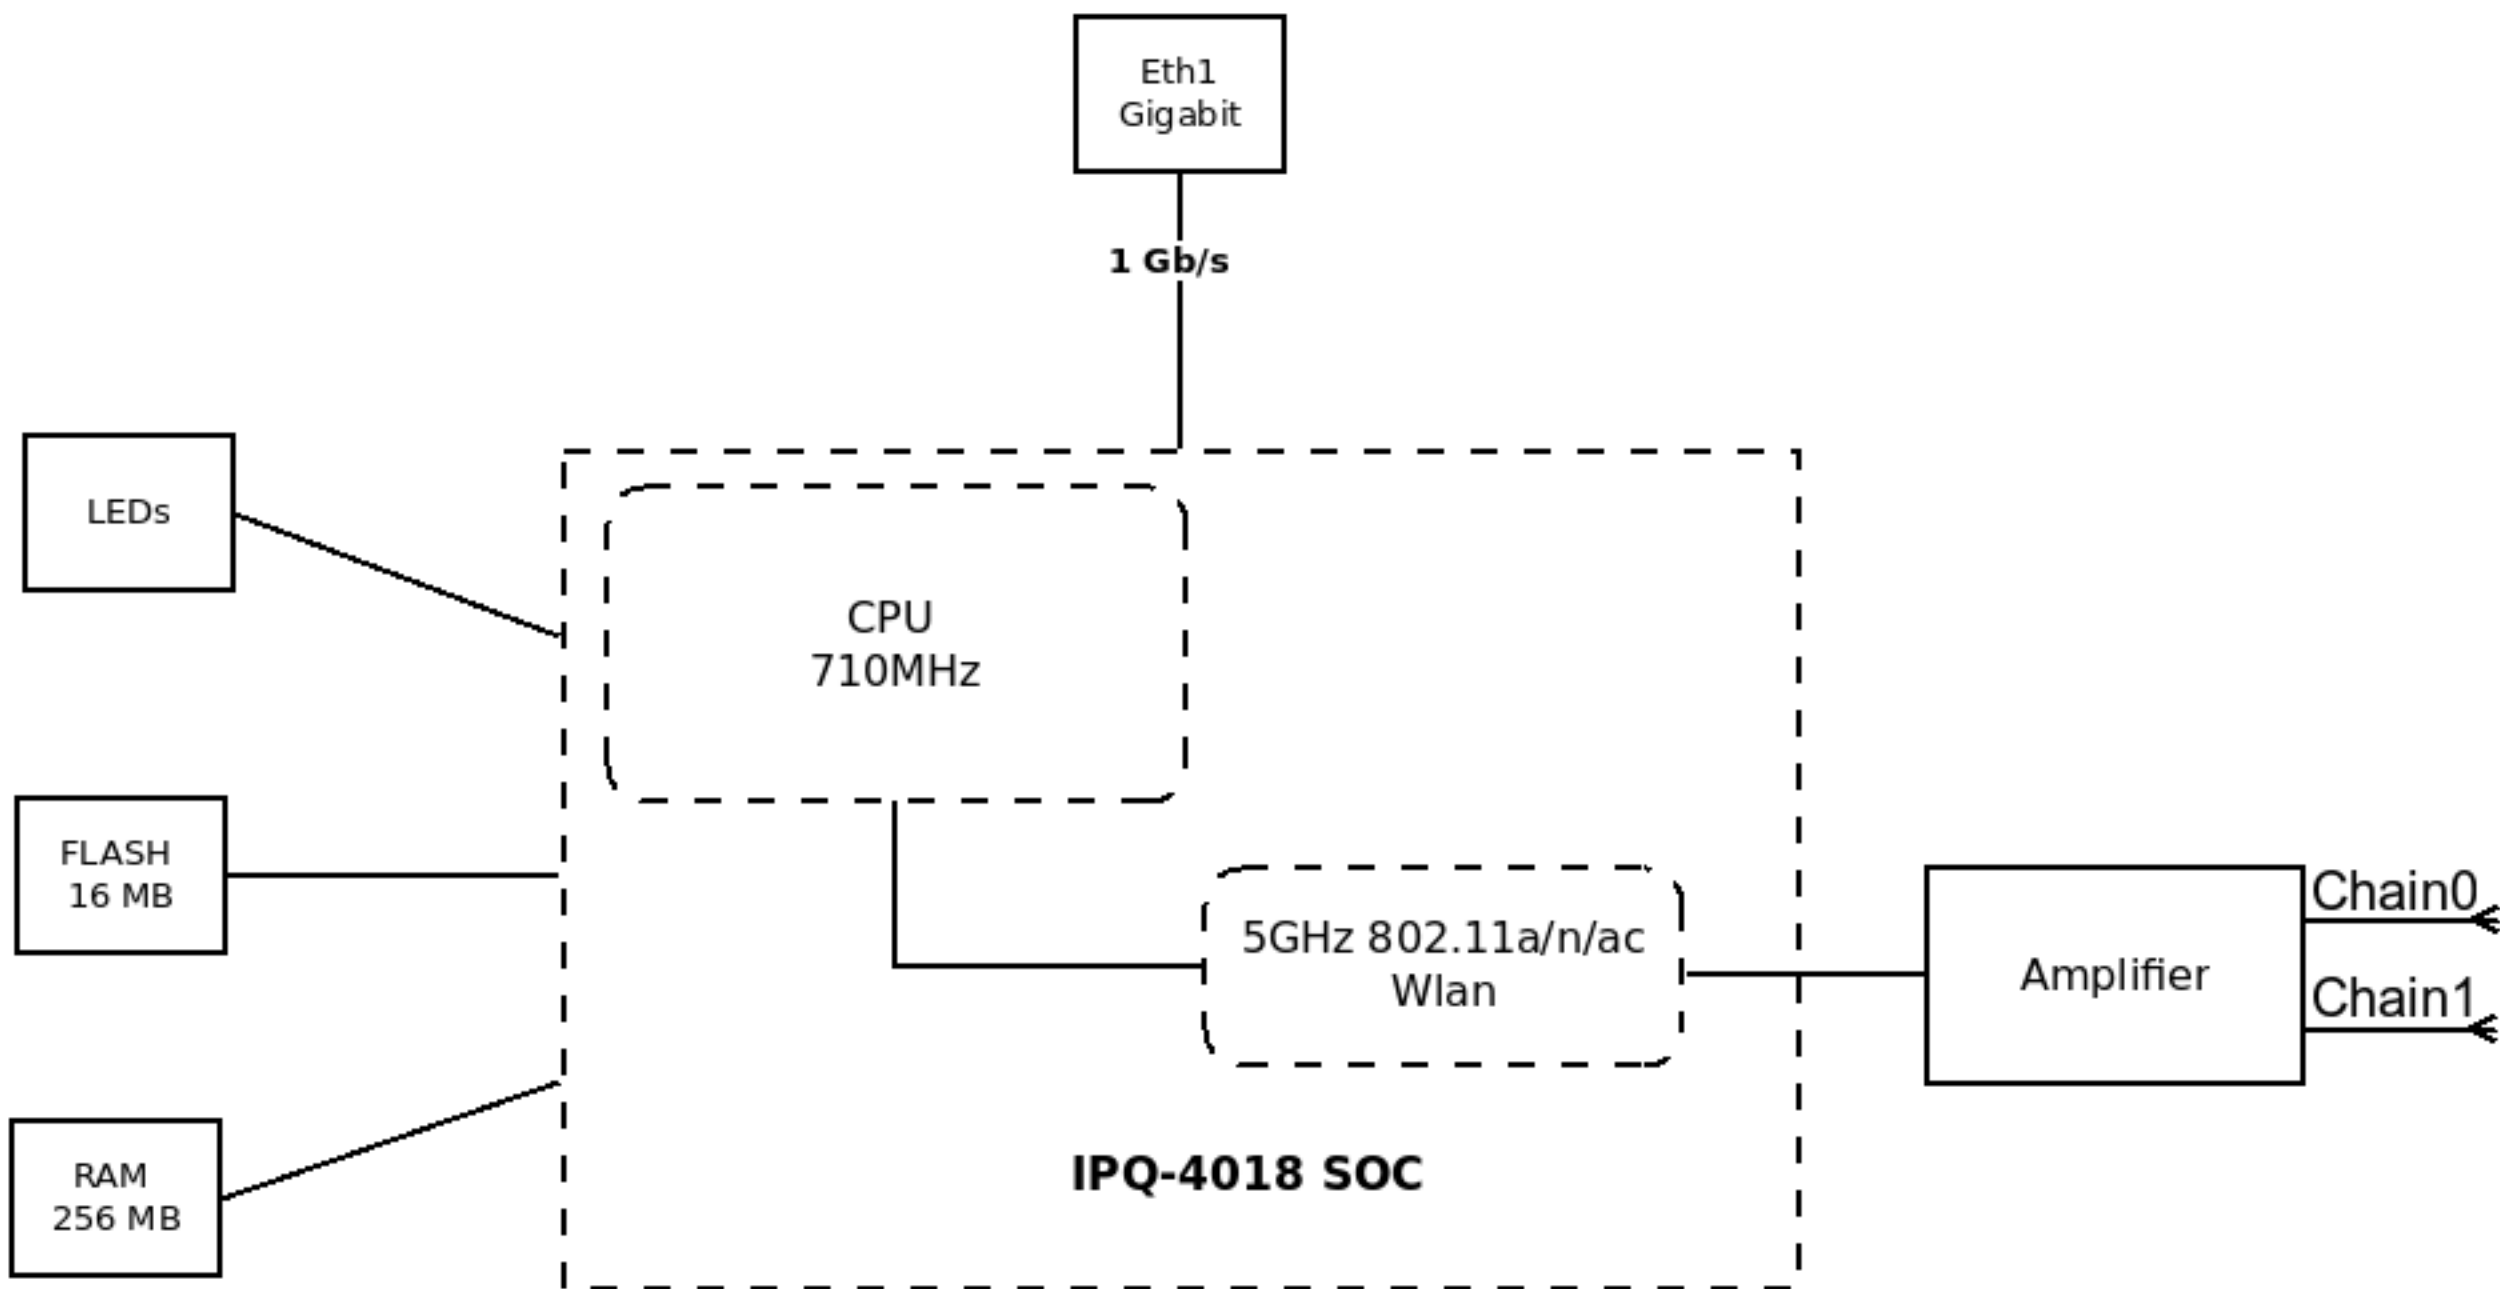 Eth1
Gigabit
1 Gb/s
LEDs
CPU
710MHz
FLASH
16 MB
5GHz 802.11a/n/ac
Wlan
Amplifier
Chain0
Chain1
RAM
256 MB
IPQ-4018 SOC